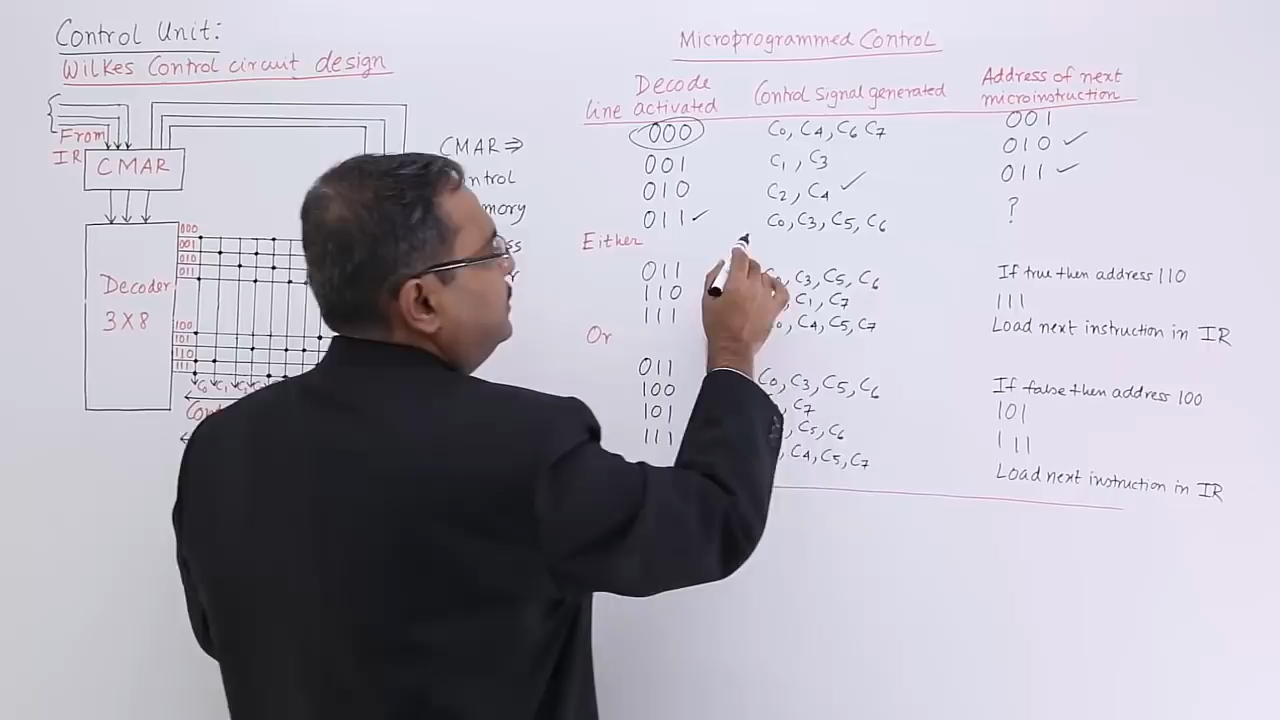 Control Unit:
Wilkes Control circuit design
From
IR
CMAR
CMAR ⇒
Decoder
3 X 8
000
001
010
011
100
101
110
111
C0 C1
Microprogrammed Control
Decode line activated Control signal generated Address of next microinstruction
000 C0, C4, C6 C7 001
001 C1, C3 010 ✓
010 C2, C4 ✓ 011 ✓
011 ✓ C0, C3, C5, C6 ?
Either
011 C3, C5, C6 If true then address 110
110 C1, C7 111
111 C4, C5, C7 Load next instruction in IR
Or
011 C0, C3, C5, C6 If false then address 100
100 C7 101
101 C5, C6 111
111 C4, C5, C7 Load next instruction in IR